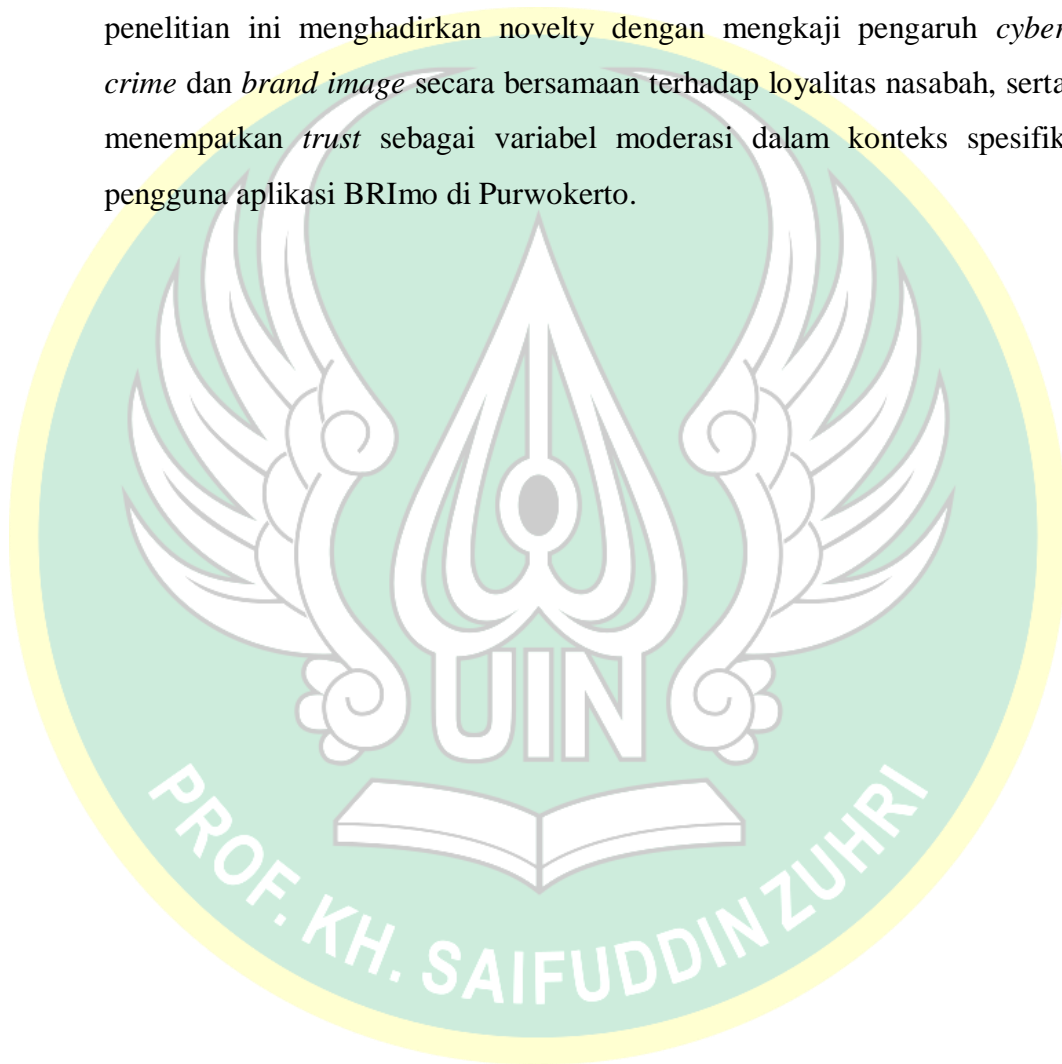 penelitian ini menghadirkan novelty dengan mengkaji pengaruh cyber
crime dan brand image secara bersamaan terhadap loyalitas nasabah, serta
menempatkan trust sebagai variabel moderasi dalam konteks spesifik
pengguna aplikasi BRImo di Purwokerto.
UIN
PROF. KH. SAIFUDDIN ZUHRI